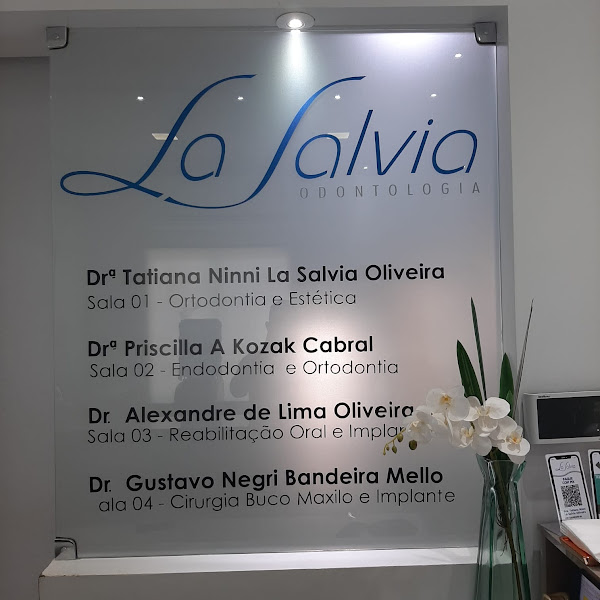 La Salvia
ODONTOLOGIA
Drª Tatiana Ninni La Salvia Oliveira
Sala 01 - Ortodontia e Estética
Drª Priscilla A Kozak Cabral
Sala 02 - Endodontia e Ortodontia
Dr. Alexandre de Lima Oliveira
Sala 03 - Reabilitação Oral e Implan
Dr. Gustavo Negri Bandeira Mello
ala 04 - Cirurgia Buco Maxilo e Implante